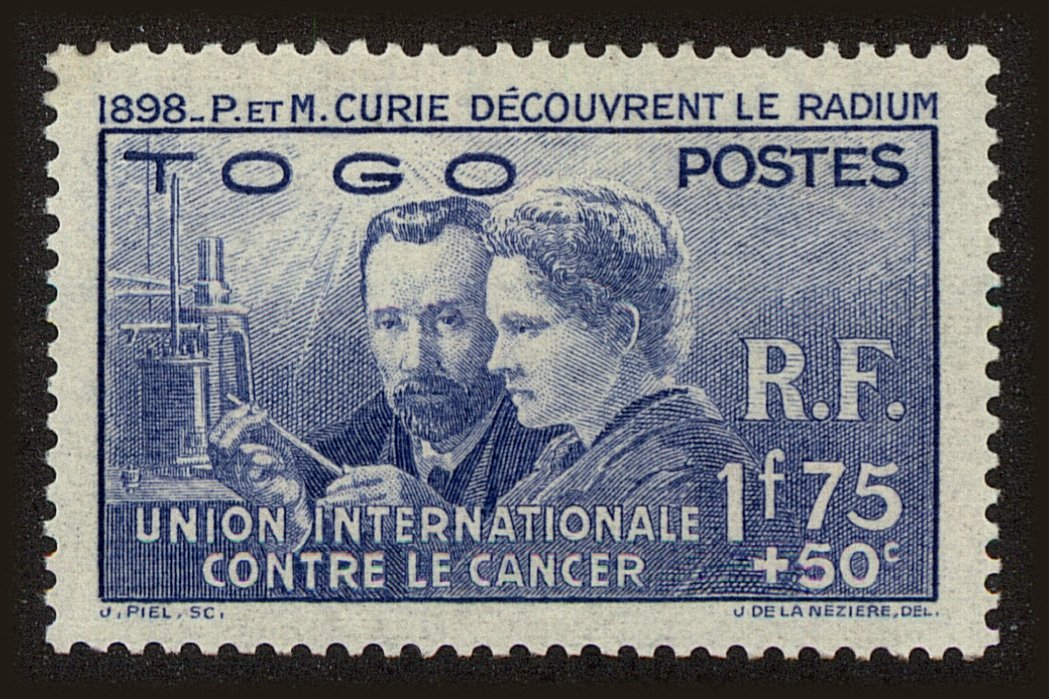 1898-P. ET M. CURIE DÉCOUVRENT LE RADIUM
TOGO POSTES
R.F.
1f75
+50c
UNION INTERNATIONALE
CONTRE LE CANCER
J. PIEL, SC.
J DE LA NEZIERE, DEL.